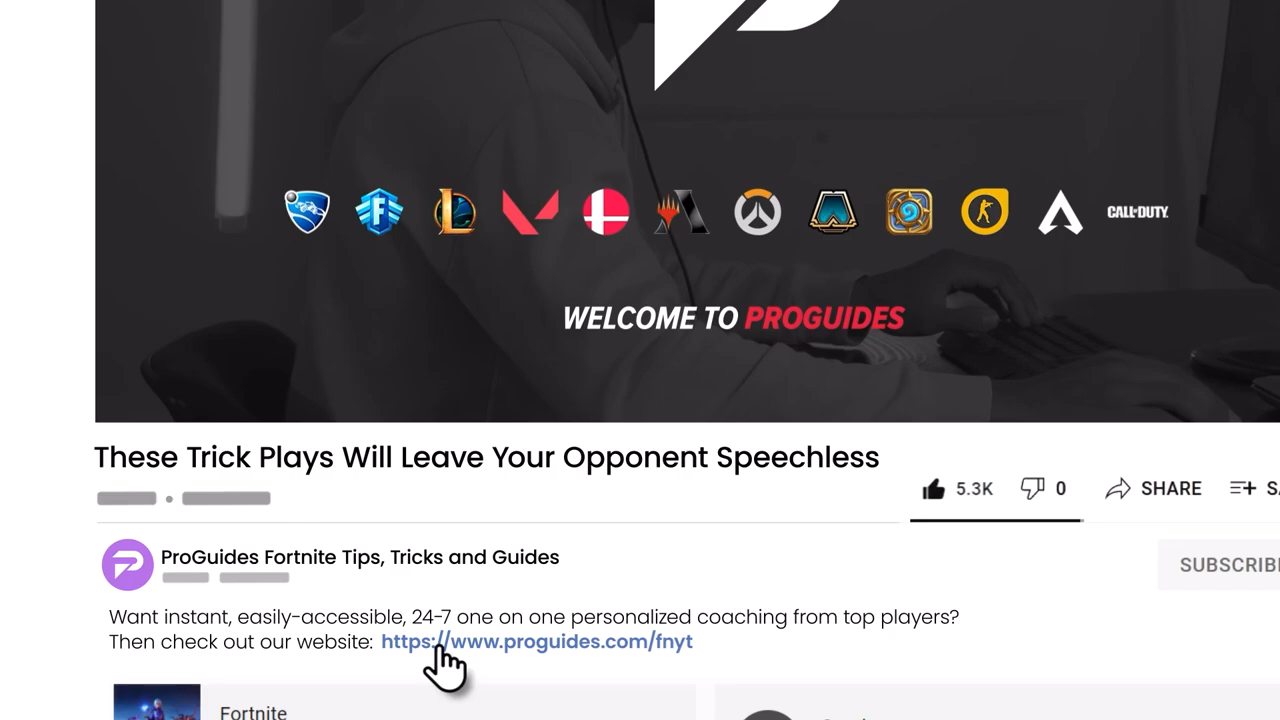 CALL OF DUTY
WELCOME TO PROGUIDES
These Trick Plays Will Leave Your Opponent Speechless
5.3K
0
SHARE
ProGuides Fortnite Tips, Tricks and Guides
Want instant, easily-accessible, 24-7 one on one personalized coaching from top players?
Then check out our website: https://www.proguides.com/fnyt
Fortnite